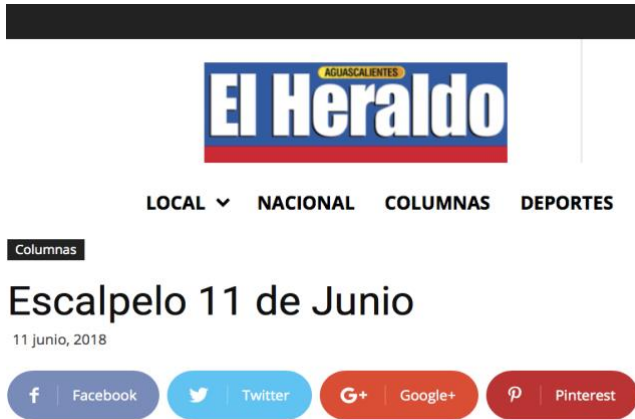 AGUASCALIENTES
El Heraldo
LOCAL NACIONAL COLUMNAS DEPORTES
Columnas
Escalpelo 11 de Junio
11 junio, 2018
f Facebook Twitter G+ Google+ Pinterest